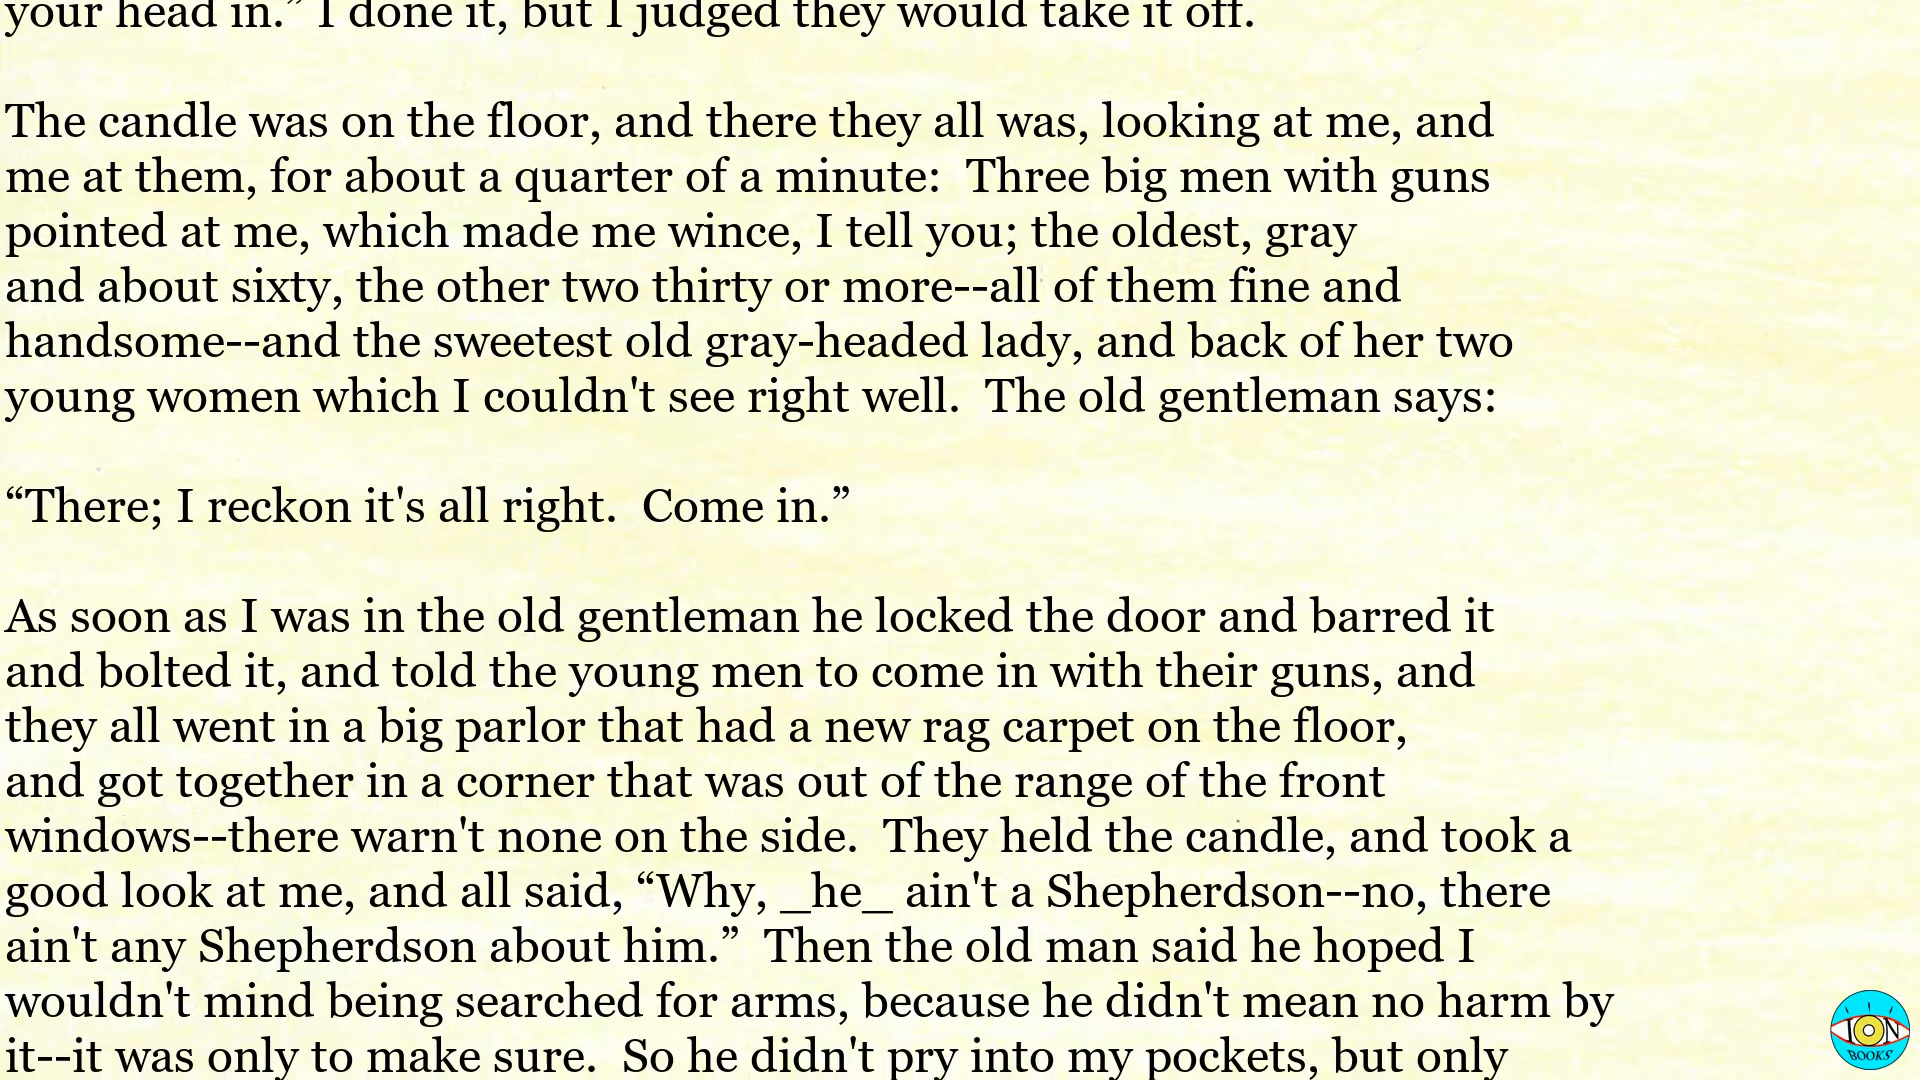 your head in.” I done it, but I judged they would take it off.
The candle was on the floor, and there they all was, looking at me, and
me at them, for about a quarter of a minute:  Three big men with guns
pointed at me, which made me wince, I tell you; the oldest, gray
and about sixty, the other two thirty or more--all of them fine and
handsome--and the sweetest old gray-headed lady, and back of her two
young women which I couldn't see right well.  The old gentleman says:
“There; I reckon it's all right.  Come in.”
As soon as I was in the old gentleman he locked the door and barred it
and bolted it, and told the young men to come in with their guns, and
they all went in a big parlor that had a new rag carpet on the floor,
and got together in a corner that was out of the range of the front
windows--there warn't none on the side.  They held the candle, and took a
good look at me, and all said, “Why, _he_ ain't a Shepherdson--no, there
ain't any Shepherdson about him.”  Then the old man said he hoped I
wouldn't mind being searched for arms, because he didn't mean no harm by
it--it was only to make sure.  So he didn't pry into my pockets, but only
ION
BOOKS